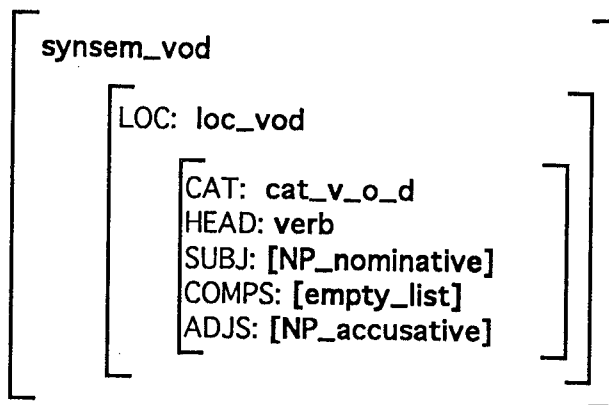 synsem_vod
LOC: loc_vod
CAT: cat_v_o_d
HEAD: verb
SUBJ: [NP_nominative]
COMPS: [empty_list]
ADJS: [NP_accusative]